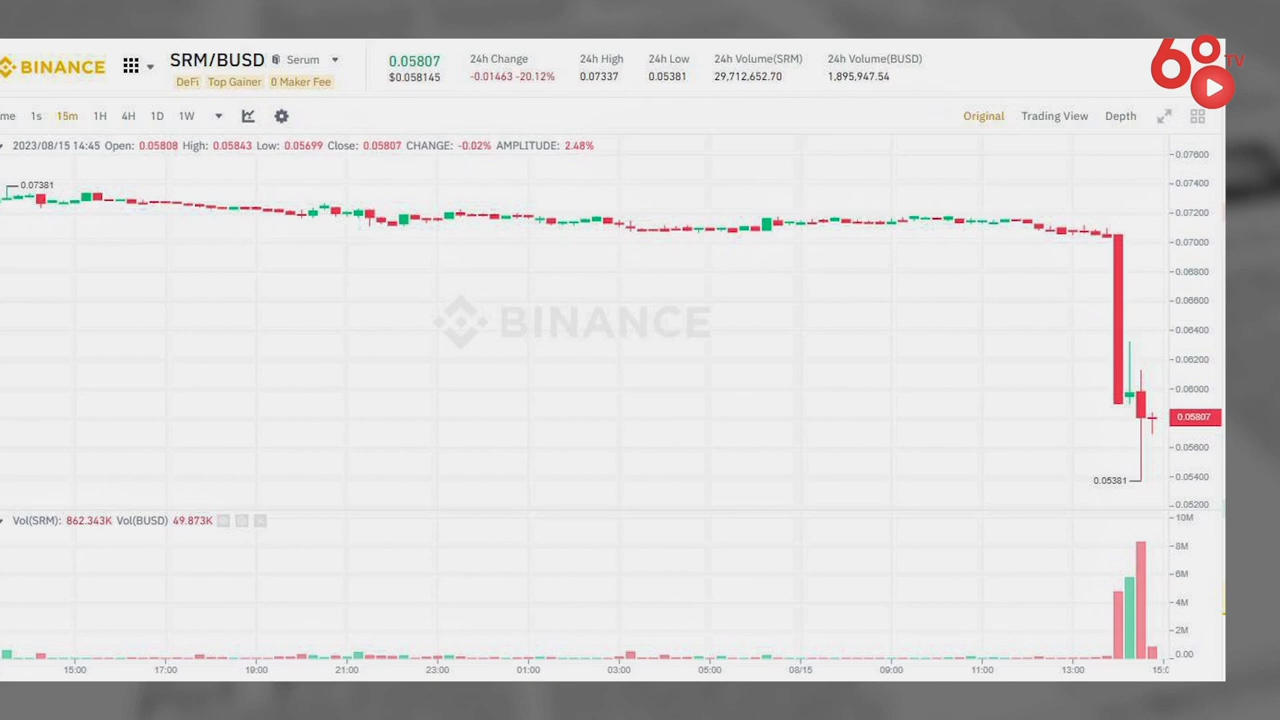 68
TV
BINANCE
SRM/BUSD Serum
DeFi Top Gainer 0 Maker Fee
0.05807
$0.058145
24h Change
-0.01463 -20.12%
24h High
0.07337
24h Low
0.05381
24h Volume(SRM)
29,712,652.70
24h Volume(BUSD)
1,895,947.54
me 1s 15m 1H 4H 1D 1W
Original Trading View Depth
2023/08/15 14:45 Open: 0.05808 High: 0.05843 Low: 0.05699 Close: 0.05807 CHANGE: -0.02% AMPLITUDE: 2.48%
0.07600
0.07381
0.07400
0.07200
0.07000
0.06800
0.06600
BINANCE
0.06400
0.06200
0.06000
0.05807
0.05600
0.05381
0.05400
0.05200
Vol(SRM): 862.343K Vol(BUSD) 49.873K
10M
8M
6M
4M
2M
0.00
15:00 17:00 19:00 21:00 23:00 01:00 03:00 05:00 08/15 09:00 11:00 13:00 15:0